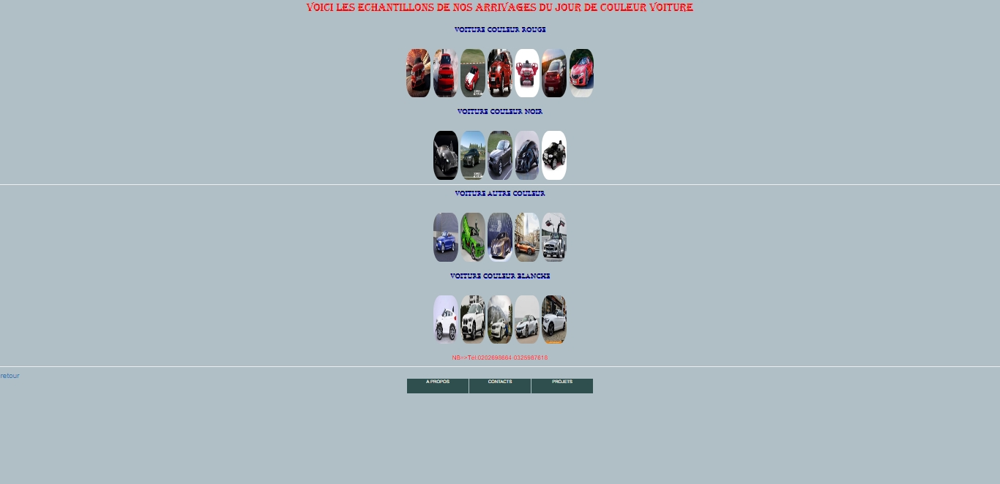 VOICI LES ECHANTILLONS DE NOS ARRIVAGES DU JOUR DE COULEUR VOITURE
VOITURE COULEUR ROUGE
VOITURE COULEUR NOIR
VOITURE AUTRE COULEUR
VOITURE COULEUR BLANCHE
NB=>Tél:0202698664-0325987618
retour
A PROPOS
CONTACTS
PROJETS